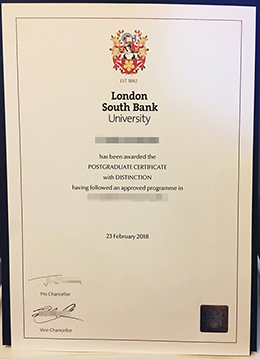 EST 1892
London
South Bank
University
has been awarded the
POSTGRADUATE CERTIFICATE
with DISTINCTION
having followed an approved programme in
23 February 2018
Pro Chancellor
Vice-Chancellor